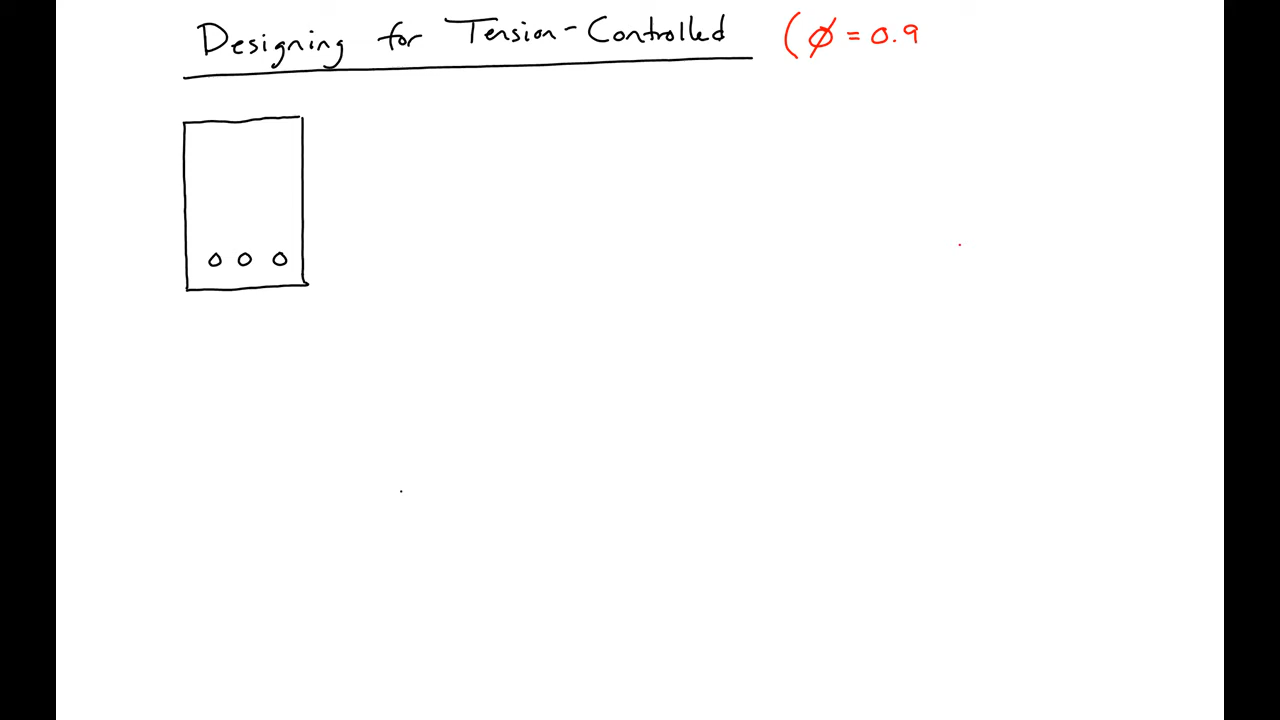 Designing for Tension-Controlled (ϕ = 0.9